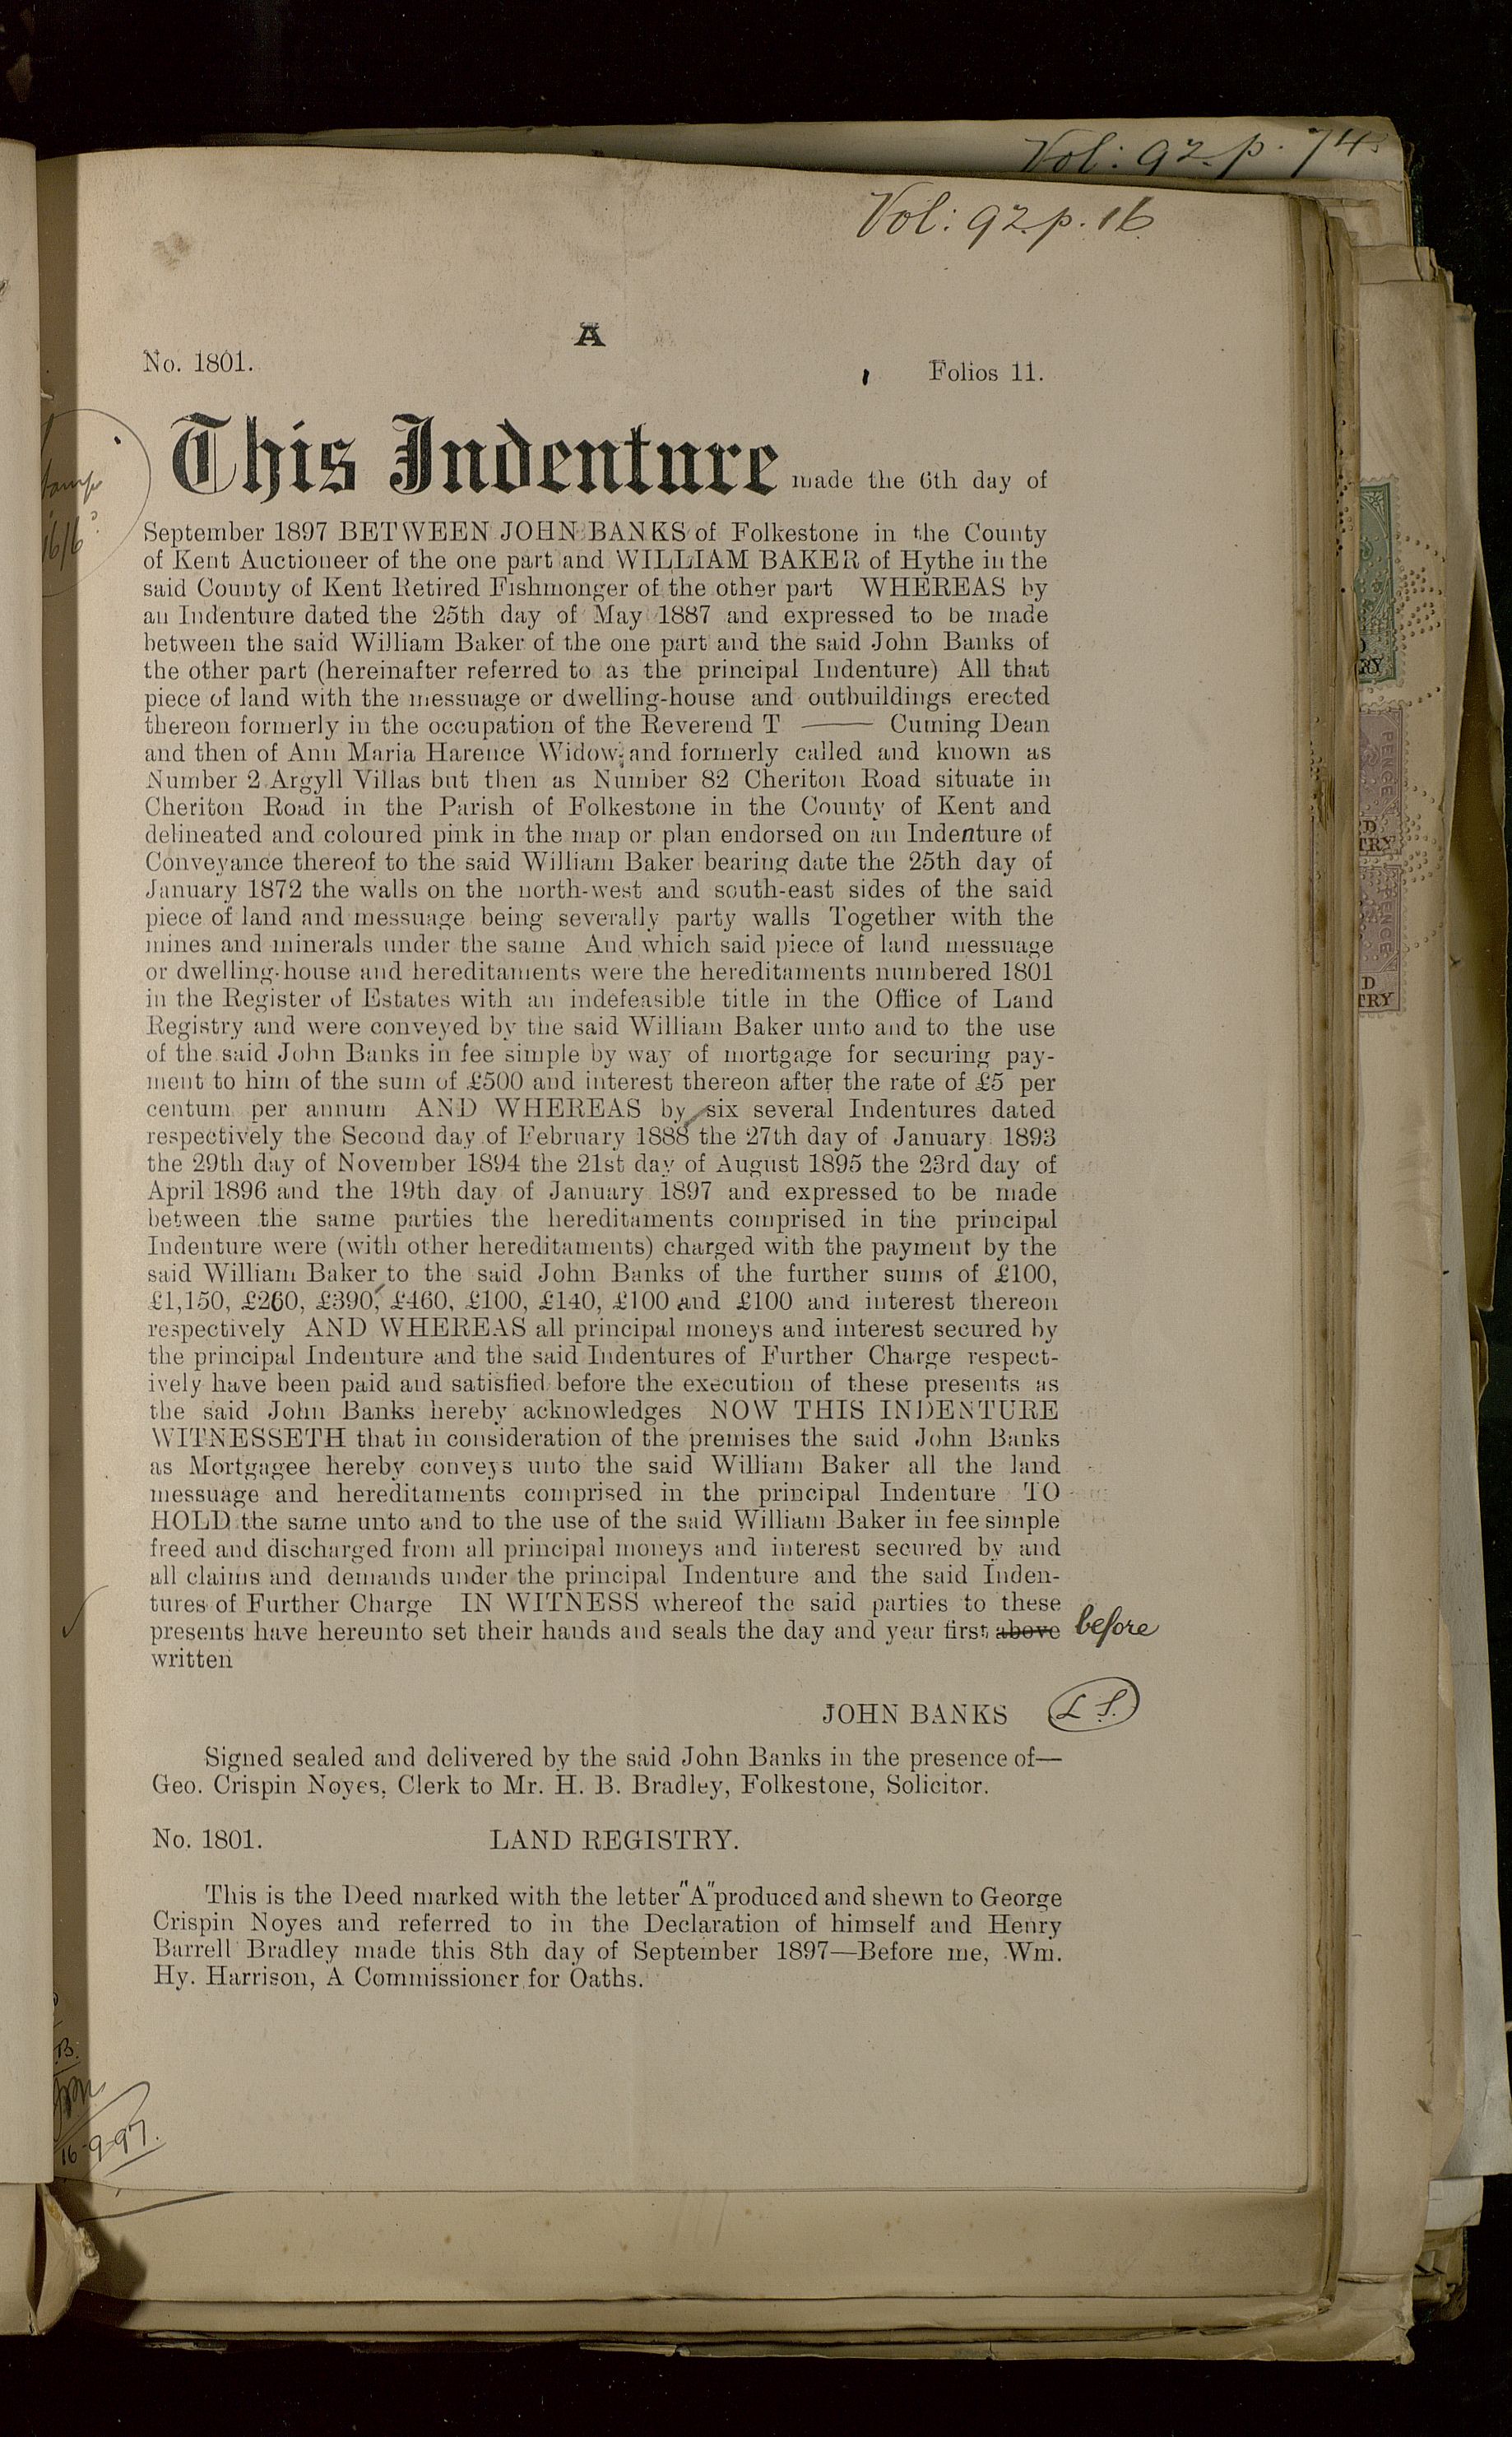 Vol: 92. p. 74.
Vol: 92. p. 16
A
No. 1801.
Folios 11.
This Indenture made the 6th day of
September 1897 BETWEEN JOHN BANKS of Folkestone in the County
of Kent Auctioneer of the one part and WILLIAM BAKER of Hythe in the
said County of Kent Retired Fishmonger of the other part WHEREAS by
an Indenture dated the 25th day of May 1887 and expressed to be made
between the said William Baker of the one part and the said John Banks of
the other part (hereinafter referred to as the principal Indenture) All that
piece of land with the messuage or dwelling-house and outbuildings erected
thereon formerly in the occupation of the Reverend T —— Cuming Dean
and then of Ann Maria Harence Widow; and formerly called and known as
Number 2 Argyll Villas but then as Number 82 Cheriton Road situate in
Cheriton Road in the Parish of Folkestone in the County of Kent and
delineated and coloured pink in the map or plan endorsed on an Indenture of
Conveyance thereof to the said William Baker bearing date the 25th day of
January 1872 the walls on the north-west and south-east sides of the said
piece of land and messuage being severally party walls Together with the
mines and minerals under the same And which said piece of land messuage
or dwelling-house and hereditaments were the hereditaments numbered 1801
in the Register of Estates with an indefeasible title in the Office of Land
Registry and were conveyed by the said William Baker unto and to the use
of the said John Banks in fee simple by way of mortgage for securing pay-
ment to him of the sum of £500 and interest thereon after the rate of £5 per
centum per annum AND WHEREAS by six several Indentures dated
respectively the Second day of February 1888 the 27th day of January 1893
the 29th day of November 1894 the 21st day of August 1895 the 23rd day of
April 1896 and the 19th day of January 1897 and expressed to be made
between the same parties the hereditaments comprised in the principal
Indenture were (with other hereditaments) charged with the payment by the
said William Baker to the said John Banks of the further sums of £100,
£1,150, £260, £390, £460, £100, £140, £100 and £100 and interest thereon
respectively AND WHEREAS all principal moneys and interest secured by
the principal Indenture and the said Indentures of Further Charge respect-
ively have been paid and satisfied before the execution of these presents as
the said John Banks hereby acknowledges NOW THIS INDENTURE
WITNESSETH that in consideration of the premises the said John Banks
as Mortgagee hereby conveys unto the said William Baker all the land
messuage and hereditaments comprised in the principal Indenture TO
HOLD the same unto and to the use of the said William Baker in fee simple
freed and discharged from all principal moneys and interest secured by and
all claims and demands under the principal Indenture and the said Inden-
tures of Further Charge IN WITNESS whereof the said parties to these
presents have hereunto set their hands and seals the day and year first above before
written
JOHN BANKS L S.
Signed sealed and delivered by the said John Banks in the presence of—
Geo. Crispin Noyes, Clerk to Mr. H. B. Bradley, Folkestone, Solicitor.
No. 1801. LAND REGISTRY.
This is the Deed marked with the letter "A" produced and shewn to George
Crispin Noyes and referred to in the Declaration of himself and Henry
Barrell Bradley made this 8th day of September 1897—Before me, Wm.
Hy. Harrison, A Commissioner for Oaths.
16-9-97.
PENCE